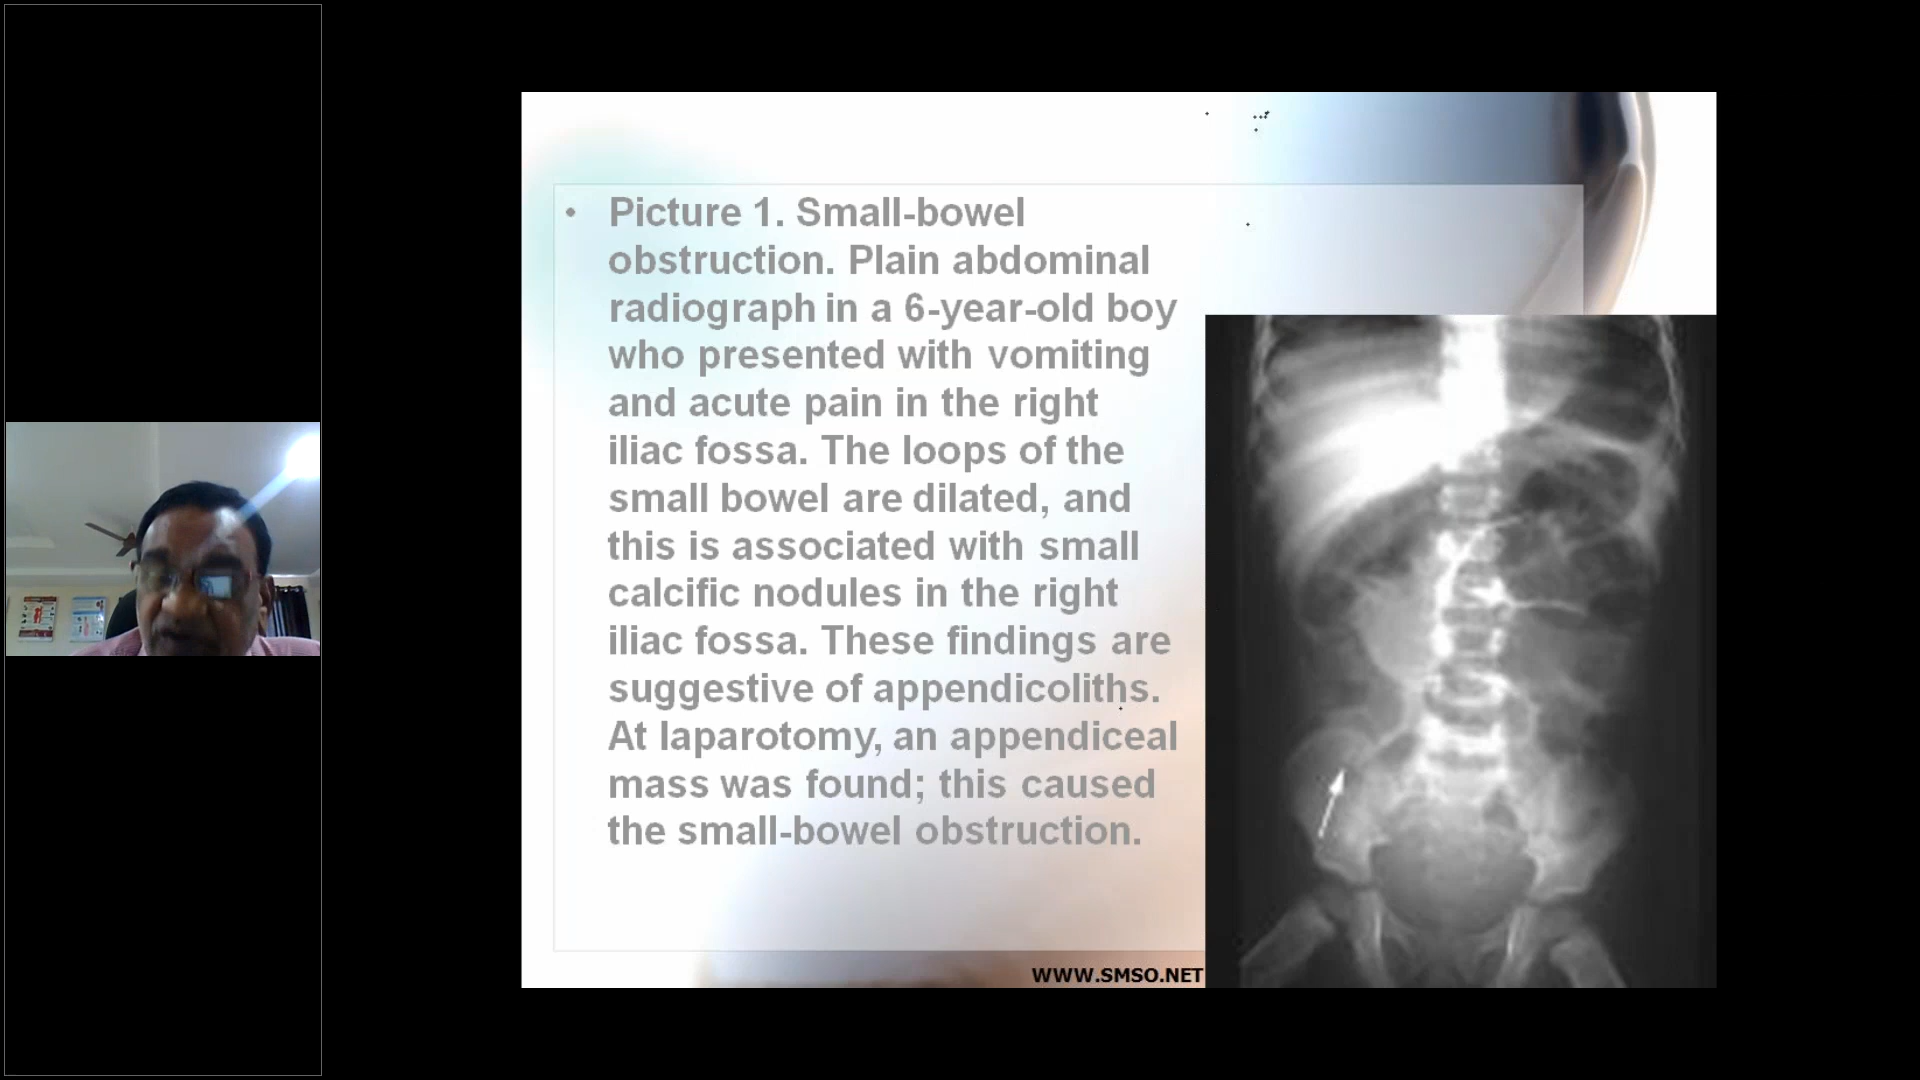 • Picture 1. Small-bowel
obstruction. Plain abdominal
radiograph in a 6-year-old boy
who presented with vomiting
and acute pain in the right
iliac fossa. The loops of the
small bowel are dilated, and
this is associated with small
calcific nodules in the right
iliac fossa. These findings are
suggestive of appendicoliths.
At laparotomy, an appendiceal
mass was found; this caused
the small-bowel obstruction.
WWW.SMSO.NET